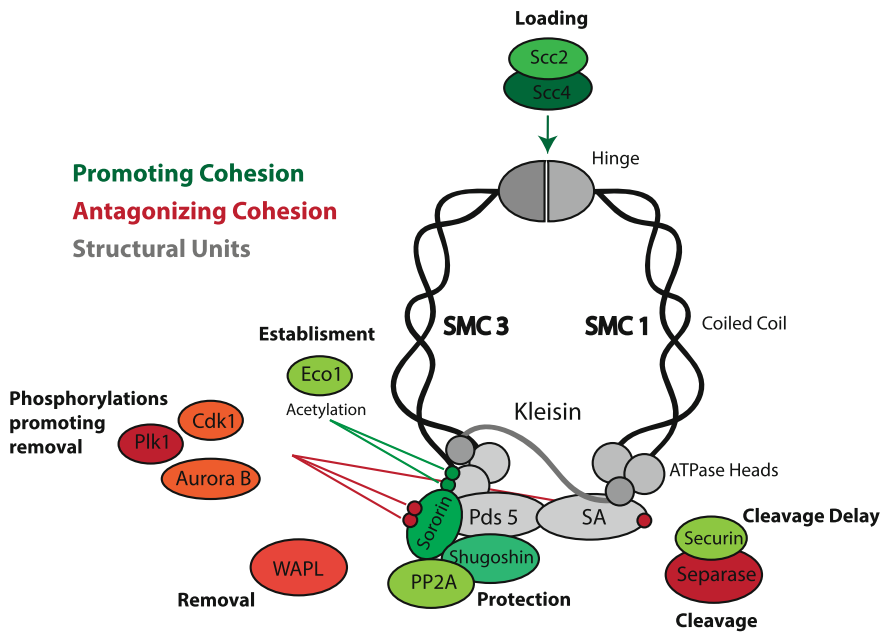 Loading
Scc2
Scc4
Hinge
Promoting Cohesion
Antagonizing Cohesion
Structural Units
SMC 3
SMC 1
Coiled Coil
Establisment
Eco1
Acetylation
Phosphorylations
promoting
removal
Cdk1
Plk1
Aurora B
Kleisin
ATPase Heads
Sororin
Pds 5
SA
Shugoshin
PP2A
Protection
WAPL
Removal
Cleavage Delay
Securin
Separase
Cleavage